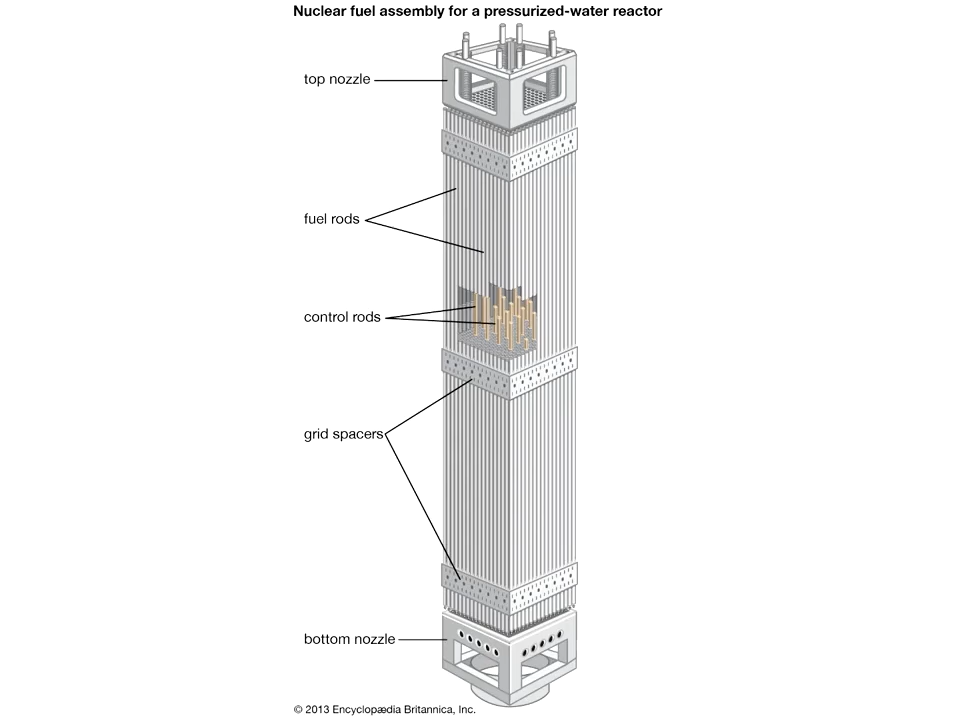 Nuclear fuel assembly for a pressurized-water reactor
top nozzle
fuel rods
control rods
grid spacers
bottom nozzle
© 2013 Encyclopædia Britannica, Inc.